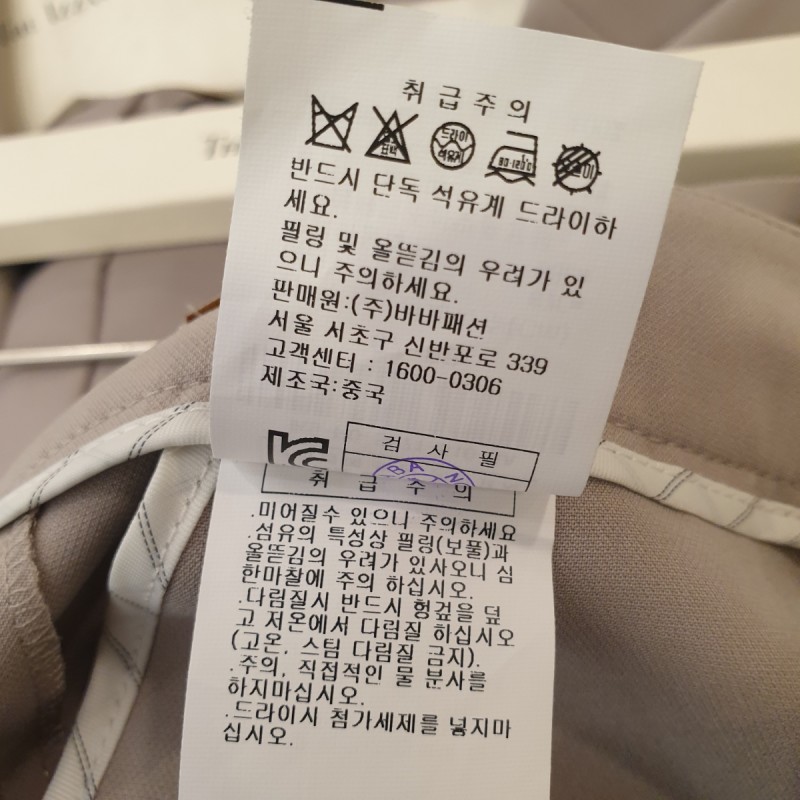 취급주의
드라이
표백 석유계 80~120℃
반드시 단독 석유계 드라이하
세요.
필링 및 올뜯김의 우려가 있
으니 주의하세요.
판매원:(주)바바패션
서울 서초구 신반포로 339
고객센터 : 1600-0306
제조국:중국
검 사 필
취 급 주 의
.미어질수 있으니 주의하세요
.섬유의 특성상 필링(보풀)과
올뜯김의 우려가 있사오니 심
한마찰에 주의 하십시오.
.다림질시 반드시 헝겊을 덮
고 저온에서 다림질 하십시오
(고온, 스팀 다림질 금지).
.주의, 직접적인 물 분사를
하지마십시오.
.드라이시 첨가세제를 넣지마
십시오.